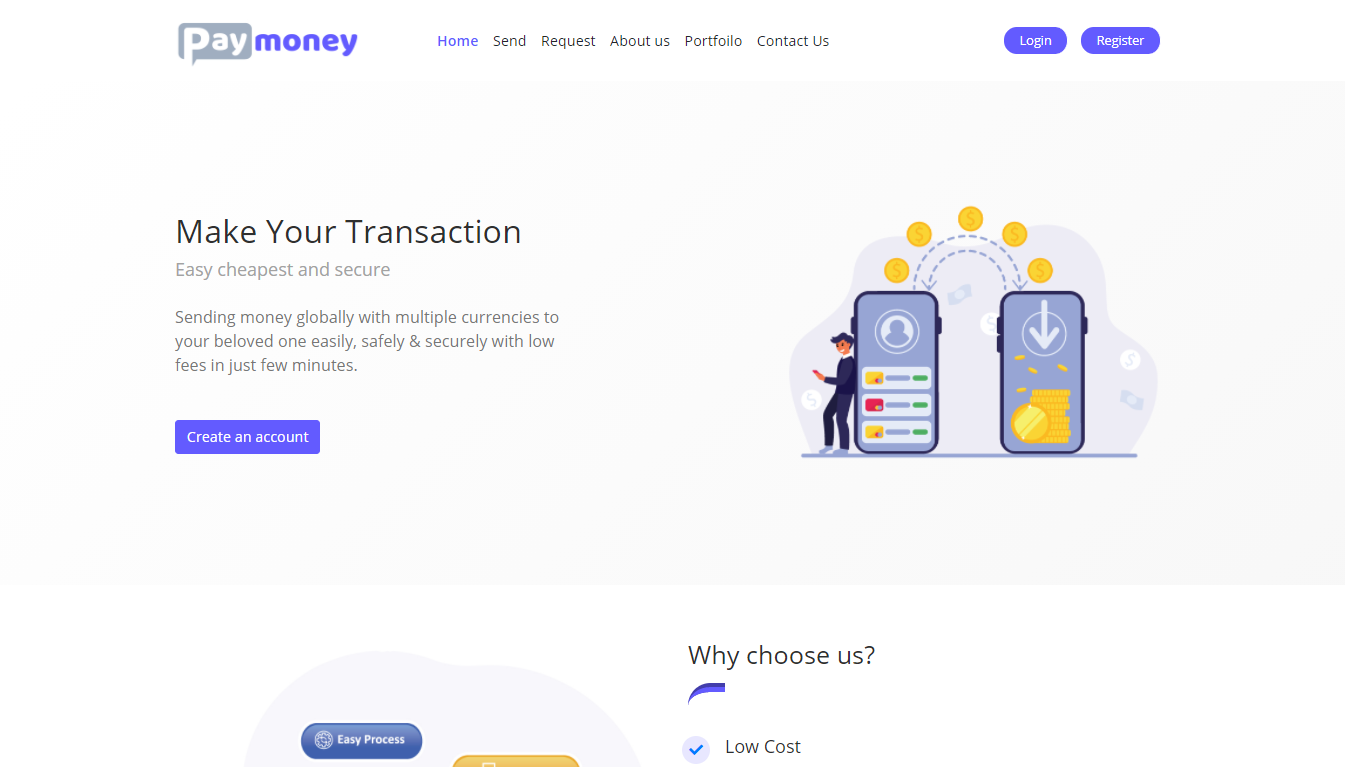 Pay money
Home Send Request About us Portfoilo Contact Us
Login Register
Make Your Transaction
Easy cheapest and secure
Sending money globally with multiple currencies to
your beloved one easily, safely & securely with low
fees in just few minutes.
Create an account
Why choose us?
Easy Process
Low Cost